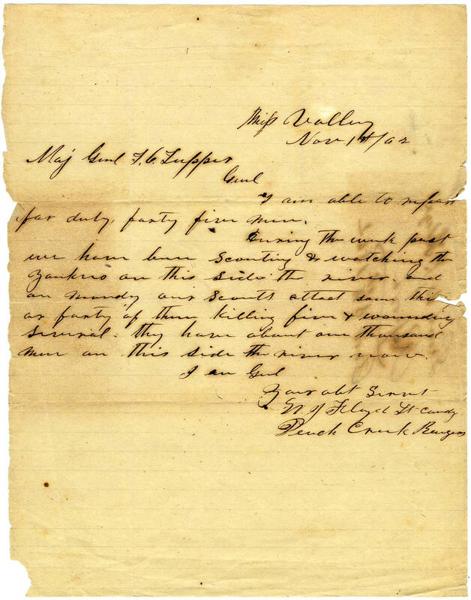 Miss Valley
Nov 1st/62
Maj Genl T. C Tupper
Genl
I am able to report
for duty, forty five men.
During the week past
we have been Scouting & watching the
Yankees on this side the river, and
on monday our Scouts attact some thirty
or forty of them killing five & wounding
several. they have about one thousand
men on this side the river now.
I am Genl
Your obt Servt
Floyd Lt Comdg
Peach Creek Rangers